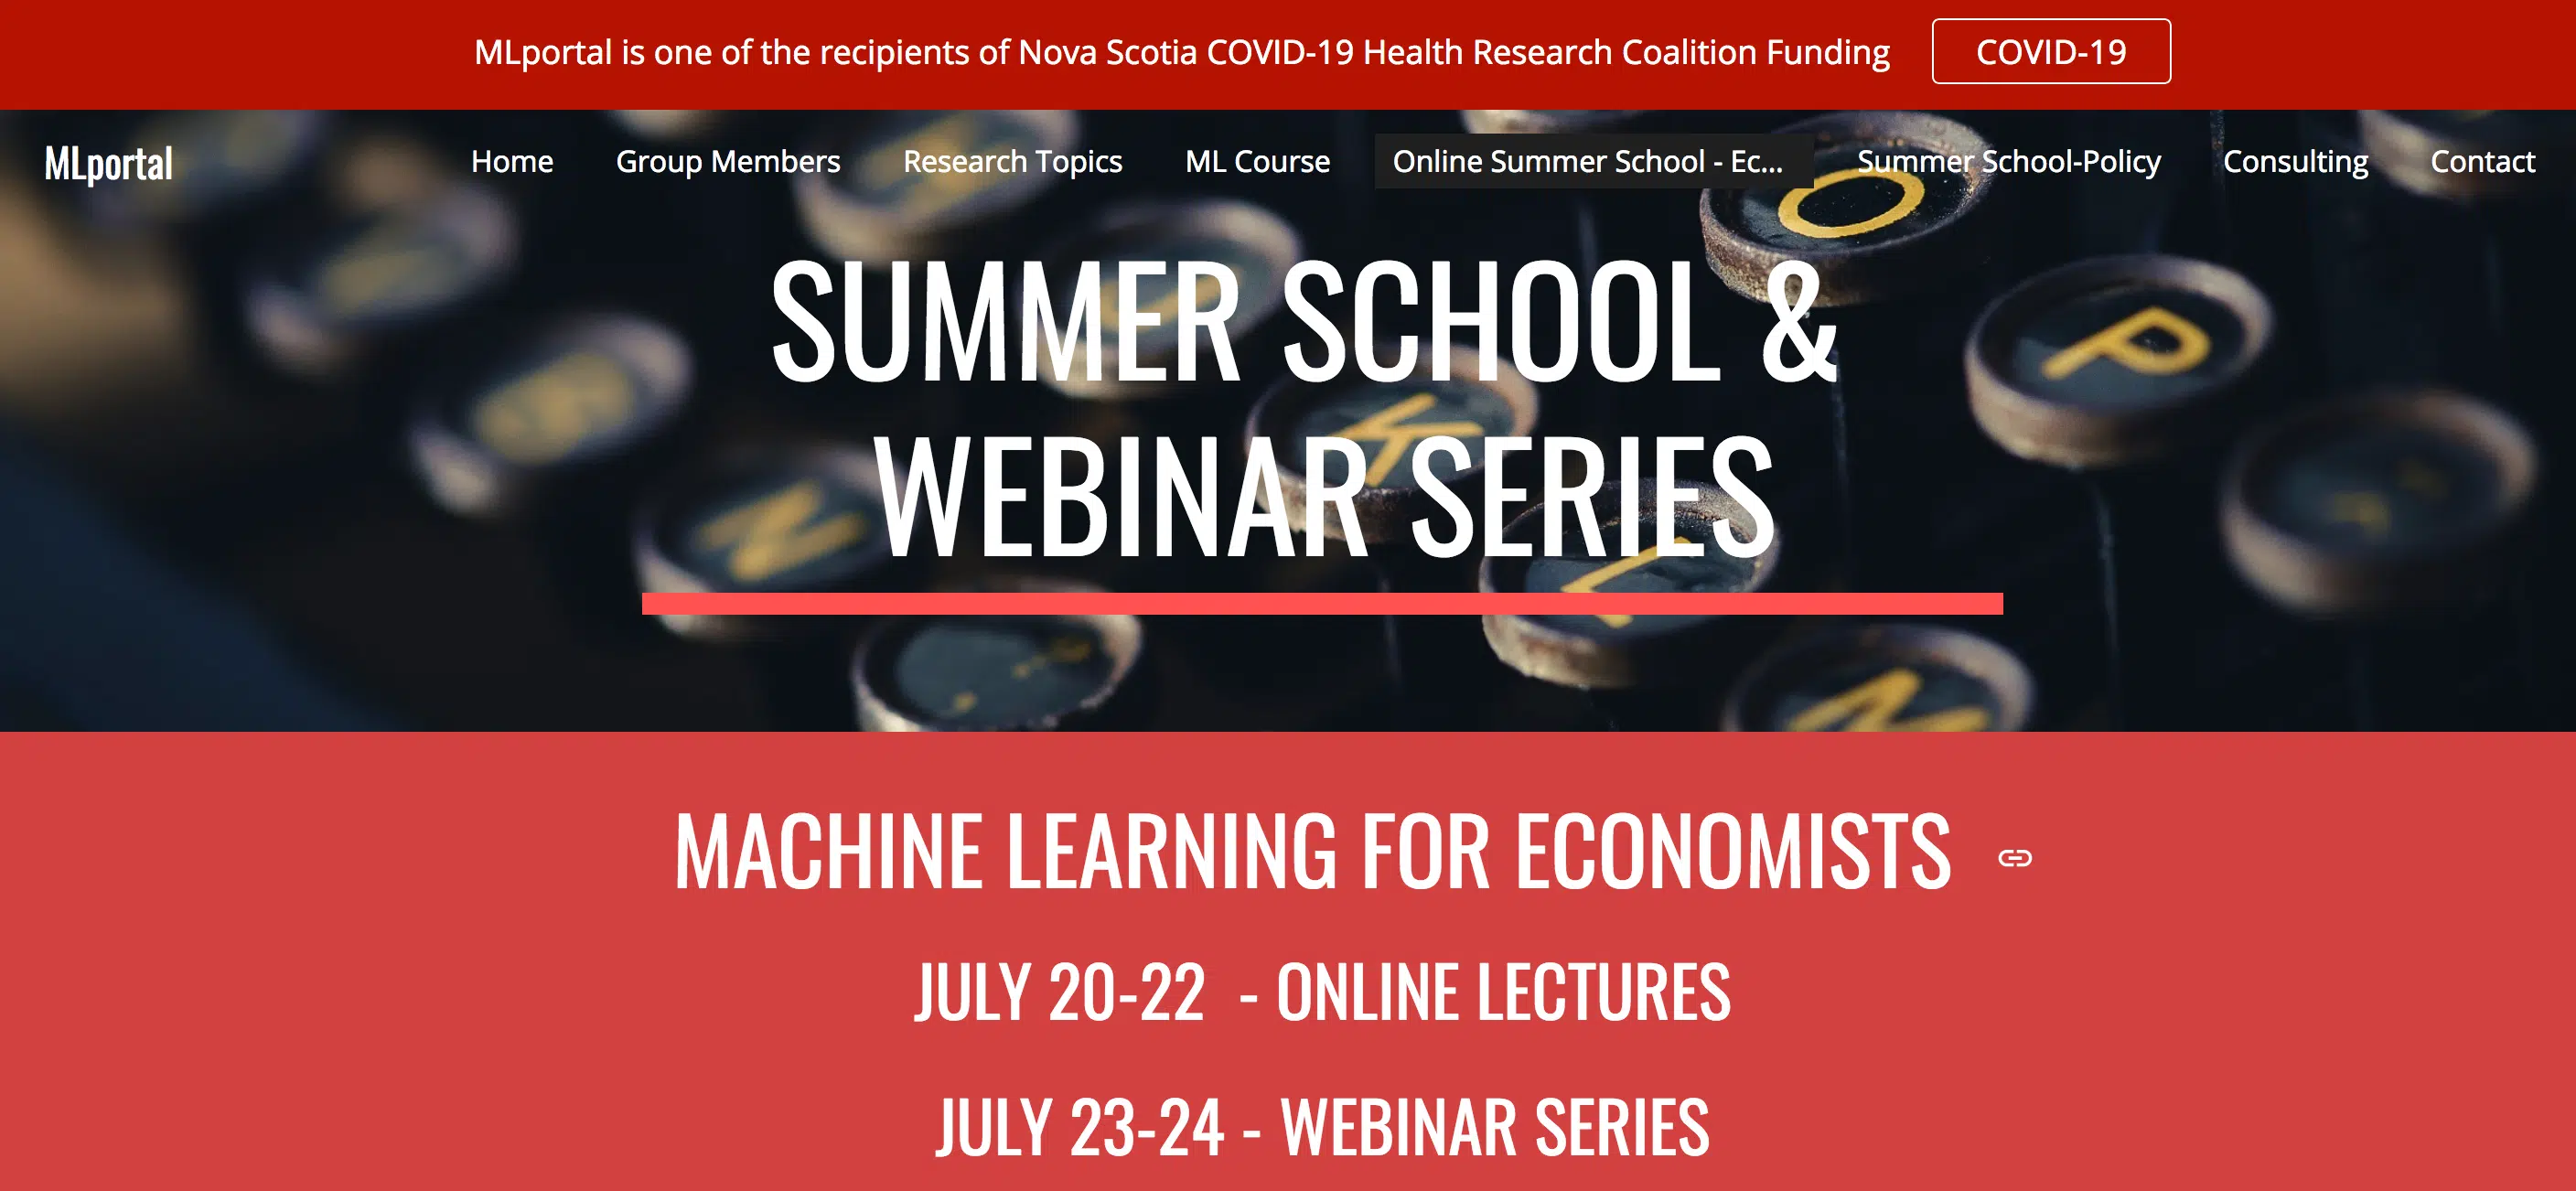 MLportal is one of the recipients of Nova Scotia COVID-19 Health Research Coalition Funding COVID-19
MLportal Home Group Members Research Topics ML Course Online Summer School - Ec... Summer School-Policy Consulting Contact
SUMMER SCHOOL &
WEBINAR SERIES
MACHINE LEARNING FOR ECONOMISTS
JULY 20-22 - ONLINE LECTURES
JULY 23-24 - WEBINAR SERIES
O
P
K
L
N
M